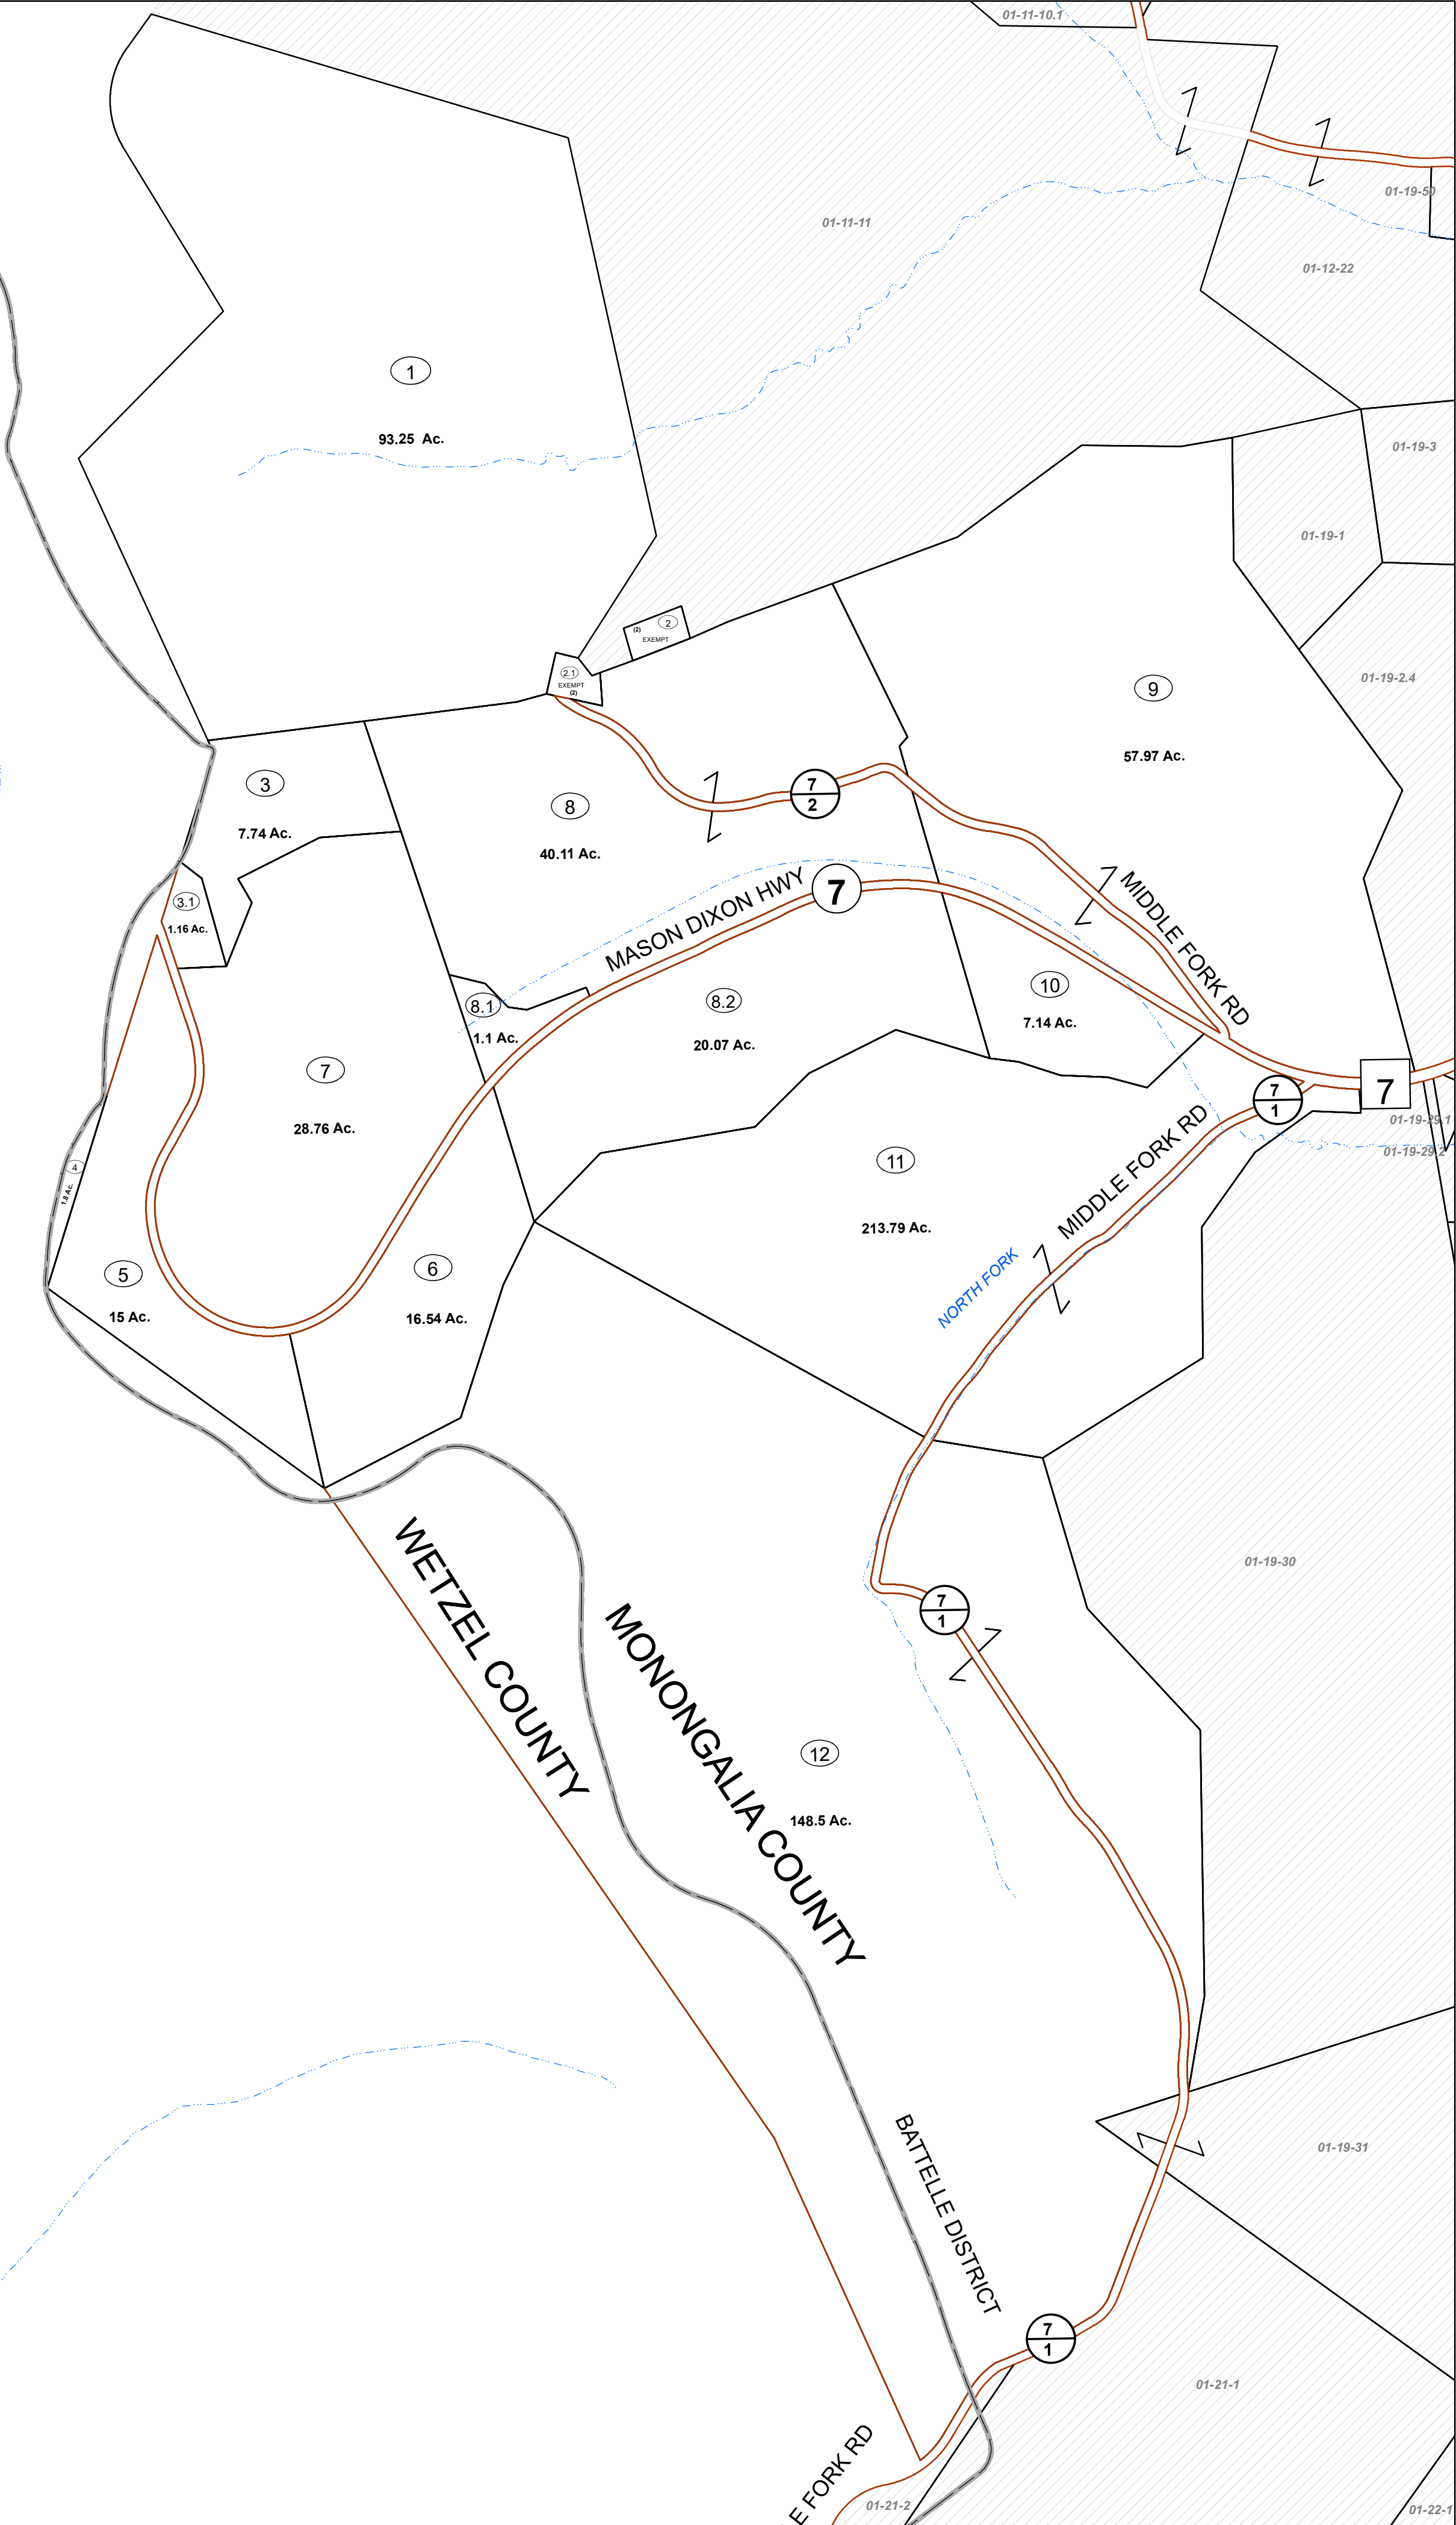 01-11-10.1
01-19-50
01-11-11
01-12-22
1
93.25 Ac.
01-19-3
01-19-1
2
(2)
EXEMPT
2.1
EXEMPT
(2)
01-19-2.4
9
57.97 Ac.
3
7.74 Ac.
8
40.11 Ac.
7
2
MASON DIXON HWY
7
MIDDLE FORK RD
3.1
1.16 Ac.
8.1
1.1 Ac.
8.2
20.07 Ac.
10
7.14 Ac.
7
28.76 Ac.
7
1
7
01-19-29.1
01-19-29.2
MIDDLE FORK RD
4
1.8 Ac.
11
213.79 Ac.
5
15 Ac.
6
16.54 Ac.
NORTH FORK
WETZEL COUNTY
MONONGALIA COUNTY
01-19-30
7
1
12
148.5 Ac.
BATTELLE DISTRICT
01-19-31
7
1
01-21-1
E FORK RD
01-21-2
01-22-1